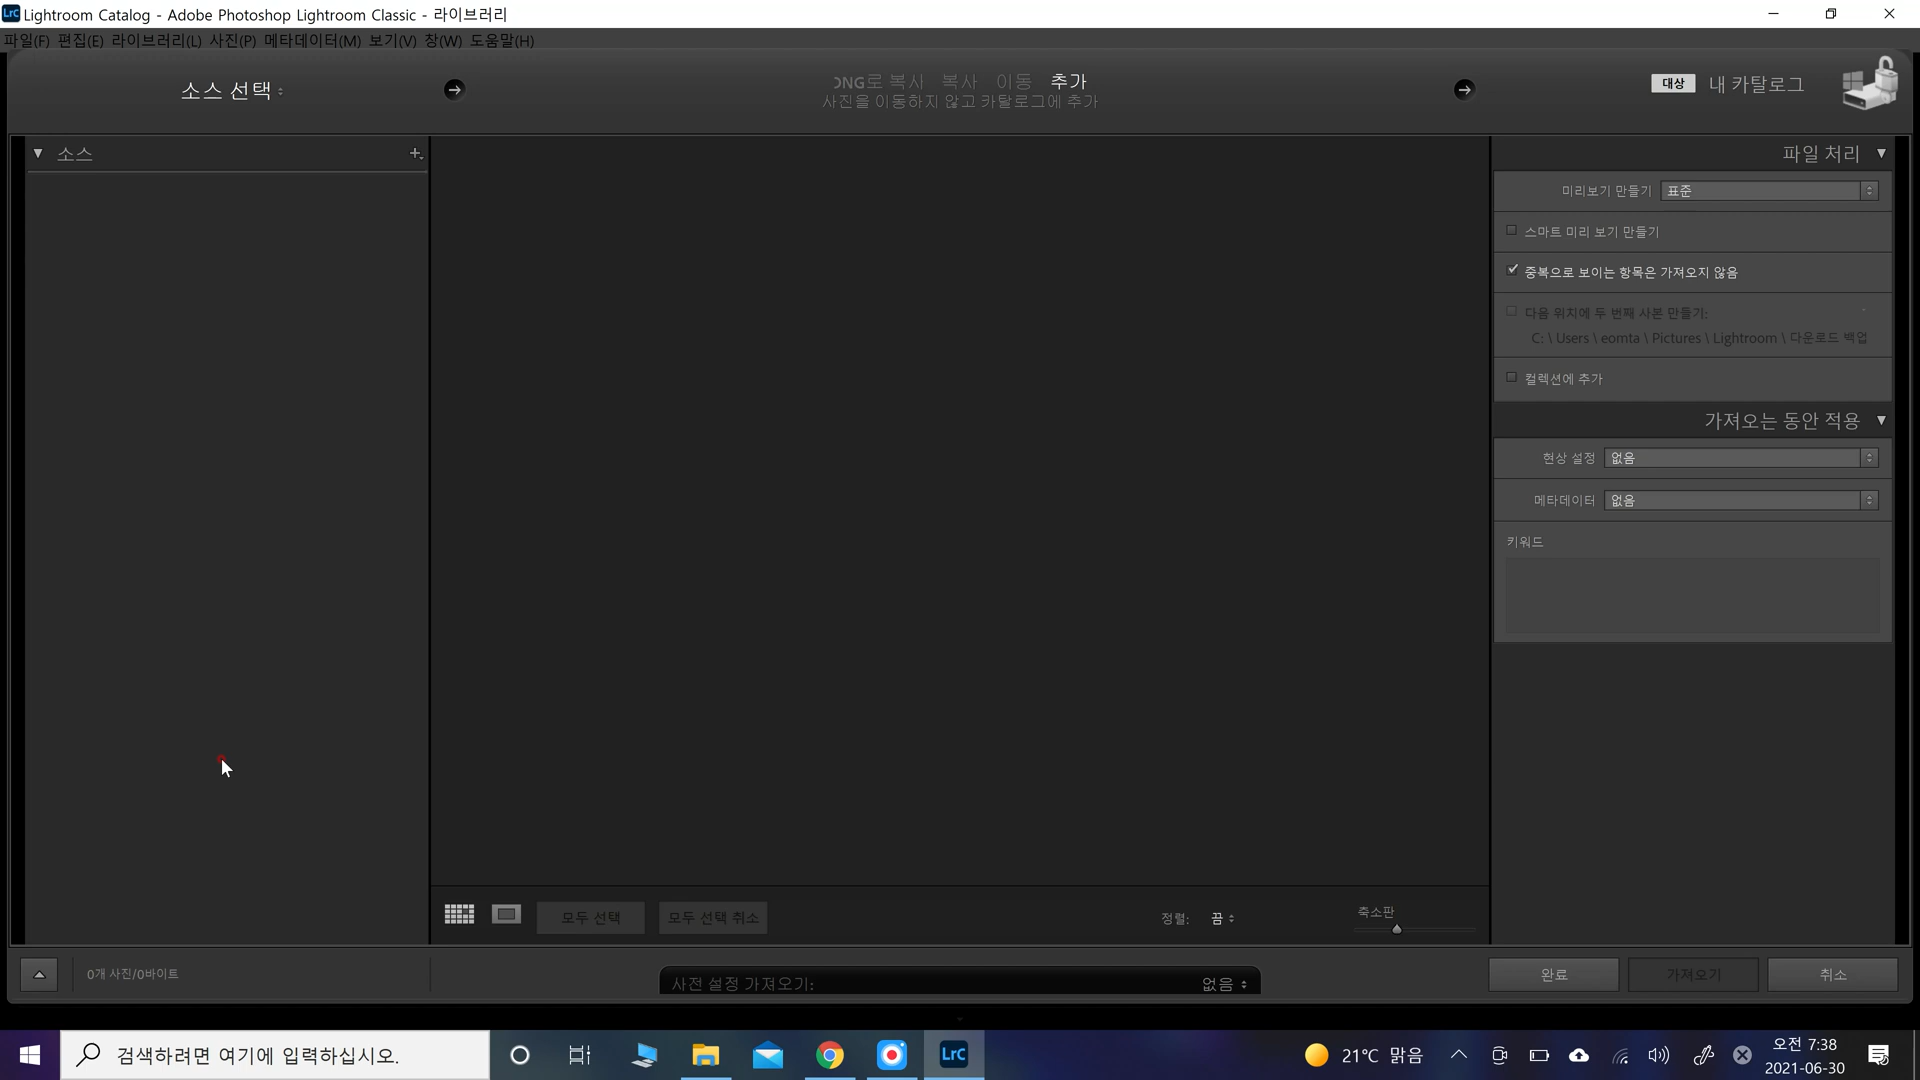 Lightroom Catalog - Adobe Photoshop Lightroom Classic - 라이브러리
파일(F) 편집(E) 라이브러리(L) 사진(P) 메타데이터(M) 보기(V) 창(W) 도움말(H)
소스 선택
DNG로 복사 복사 이동 추가
사진을 이동하지 않고 카탈로그에 추가
대상 내 카탈로그
소스
파일 처리
미리보기 만들기 표준
스마트 미리 보기 만들기
중복으로 보이는 항목은 가져오지 않음
다음 위치에 두 번째 사본 만들기:
C: \ Users \ eomta \ Pictures \ Lightroom \ 다운로드 백업
컬렉션에 추가
가져오는 동안 적용
현상 설정 없음
메타데이터 없음
키워드
모두 선택 모두 선택 취소 정렬: 끔 축소판
0개 사진/0바이트
사전 설정 가져오기: 없음
완료 가져오기 취소
검색하려면 여기에 입력하십시오.
LrC
21°C 맑음
오전 7:38
2021-06-30